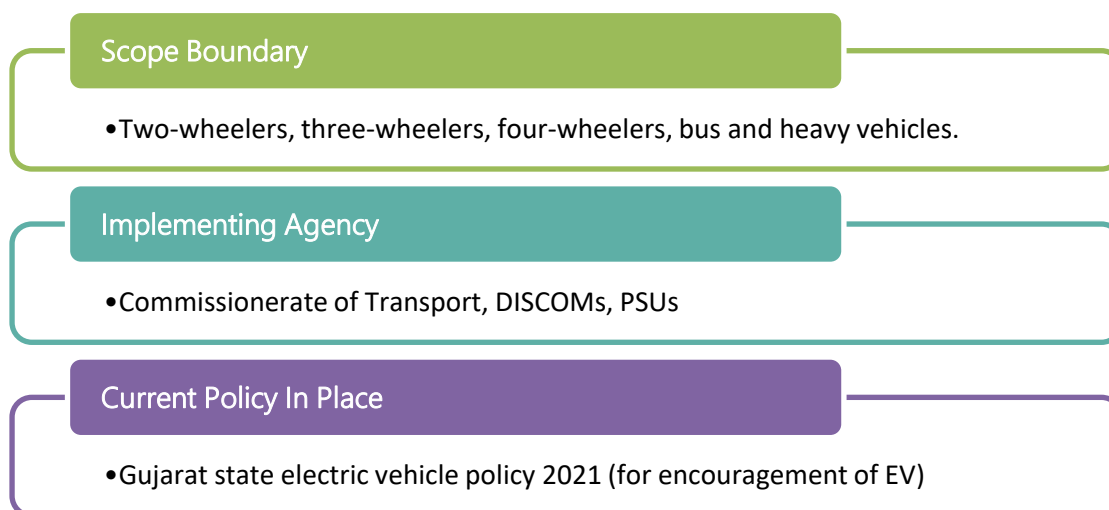 Scope Boundary
•Two-wheelers, three-wheelers, four-wheelers, bus and heavy vehicles.
Implementing Agency
•Commissionerate of Transport, DISCOMs, PSUs
Current Policy In Place
•Gujarat state electric vehicle policy 2021 (for encouragement of EV)